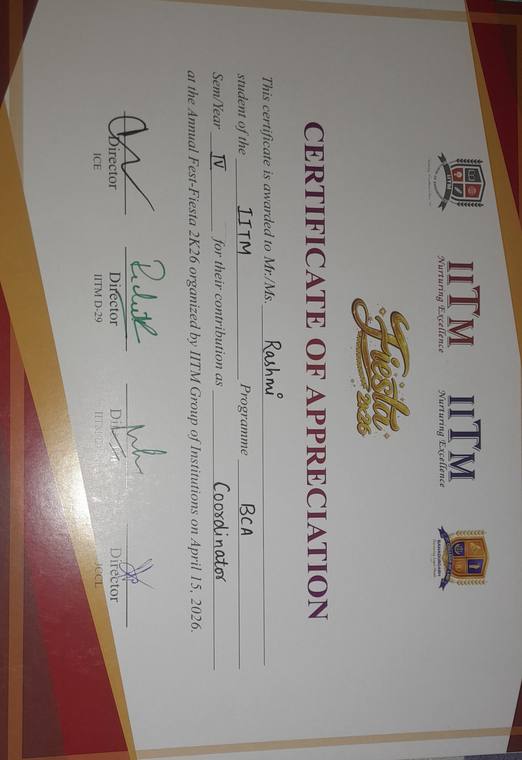 IITM
Nurturing Excellence
IITM
Nurturing Excellence
Fiesta
2K26
CERTIFICATE OF APPRECIATION
This certificate is awarded to Mr./Ms. Rashmi
student of the IITM Programme BCA
Sem/Year IV for their contribution as Coordinator
at the Annual Fest-Fiesta 2K26 organized by IITM Group of Institutions on April 15, 2026.
Director
ICE
Director
IITM D-29
Director
JCCL